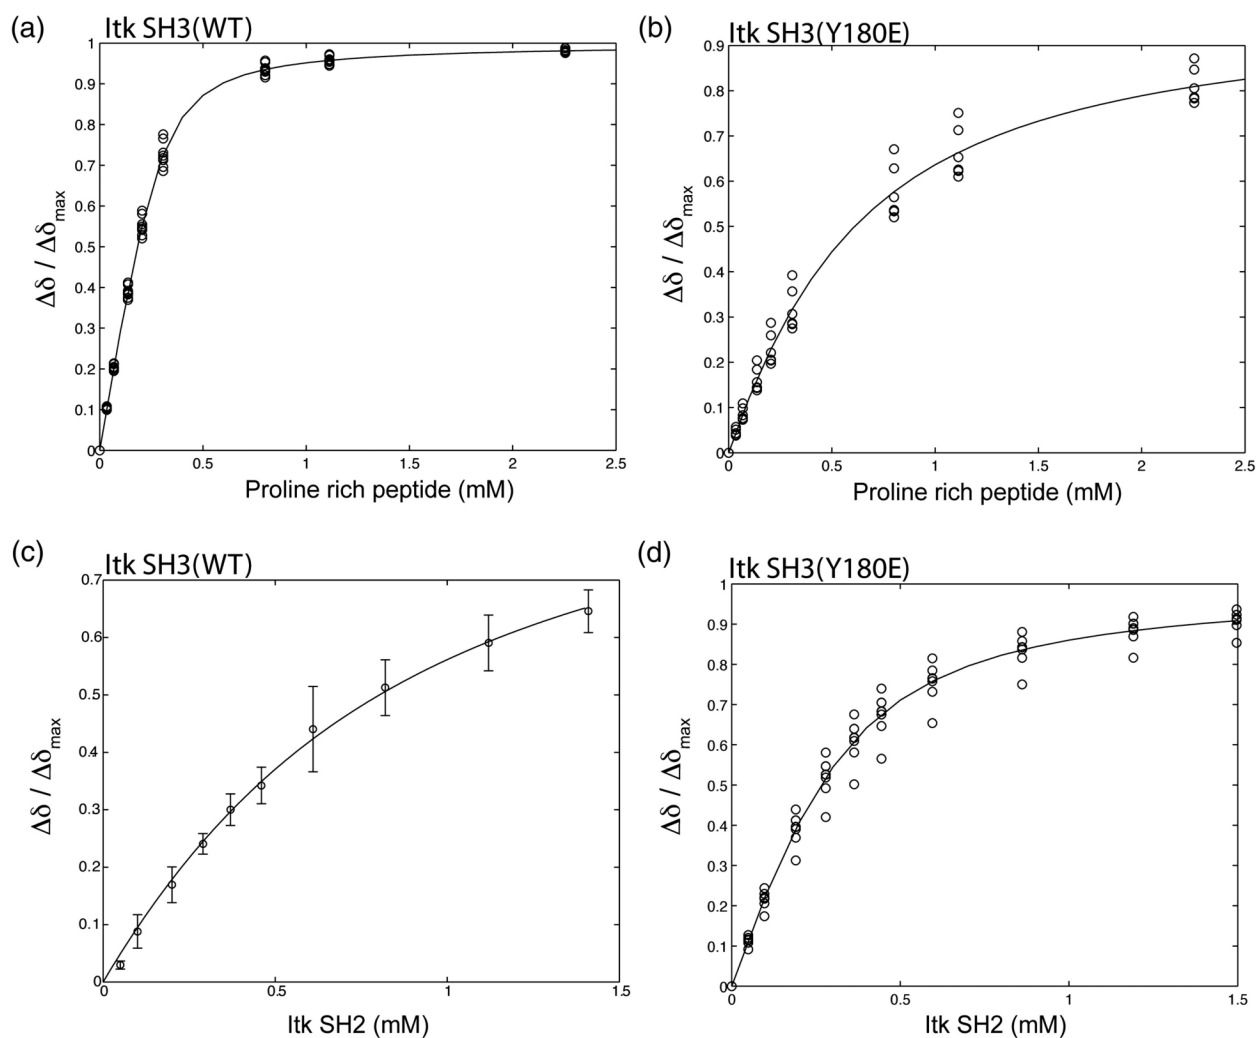 (a) Itk SH3(WT)
1
0.9
0.8
0.7
0.6
0.5
0.4
0.3
0.2
0.1
0
0 0.5 1 1.5 2 2.5
Δδ / Δδmax
Proline rich peptide (mM)
(b) Itk SH3(Y180E)
0.9
0.8
0.7
0.6
0.5
0.4
0.3
0.2
0.1
0
0 0.5 1 1.5 2 2.5
Δδ / Δδmax
Proline rich peptide (mM)
(c) Itk SH3(WT)
0.7
0.6
0.5
0.4
0.3
0.2
0.1
0
0 0.5 1 1.5
Δδ / Δδmax
Itk SH2 (mM)
(d) Itk SH3(Y180E)
1
0.9
0.8
0.7
0.6
0.5
0.4
0.3
0.2
0.1
0
0 0.5 1 1.5
Δδ / Δδmax
Itk SH2 (mM)